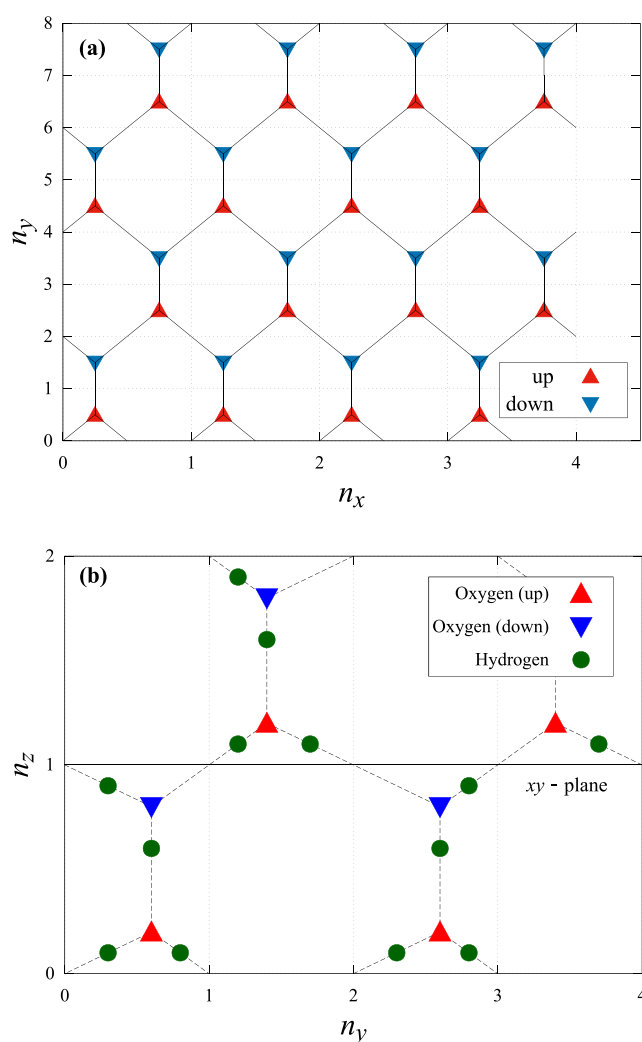 (a)
8
7
6
5
4
3
2
1
0
n_y
up
down
0 1 2 3 4
n_x
(b)
2
1
0
n_z
Oxygen (up)
Oxygen (down)
Hydrogen
xy - plane
0 1 2 3 4
n_y